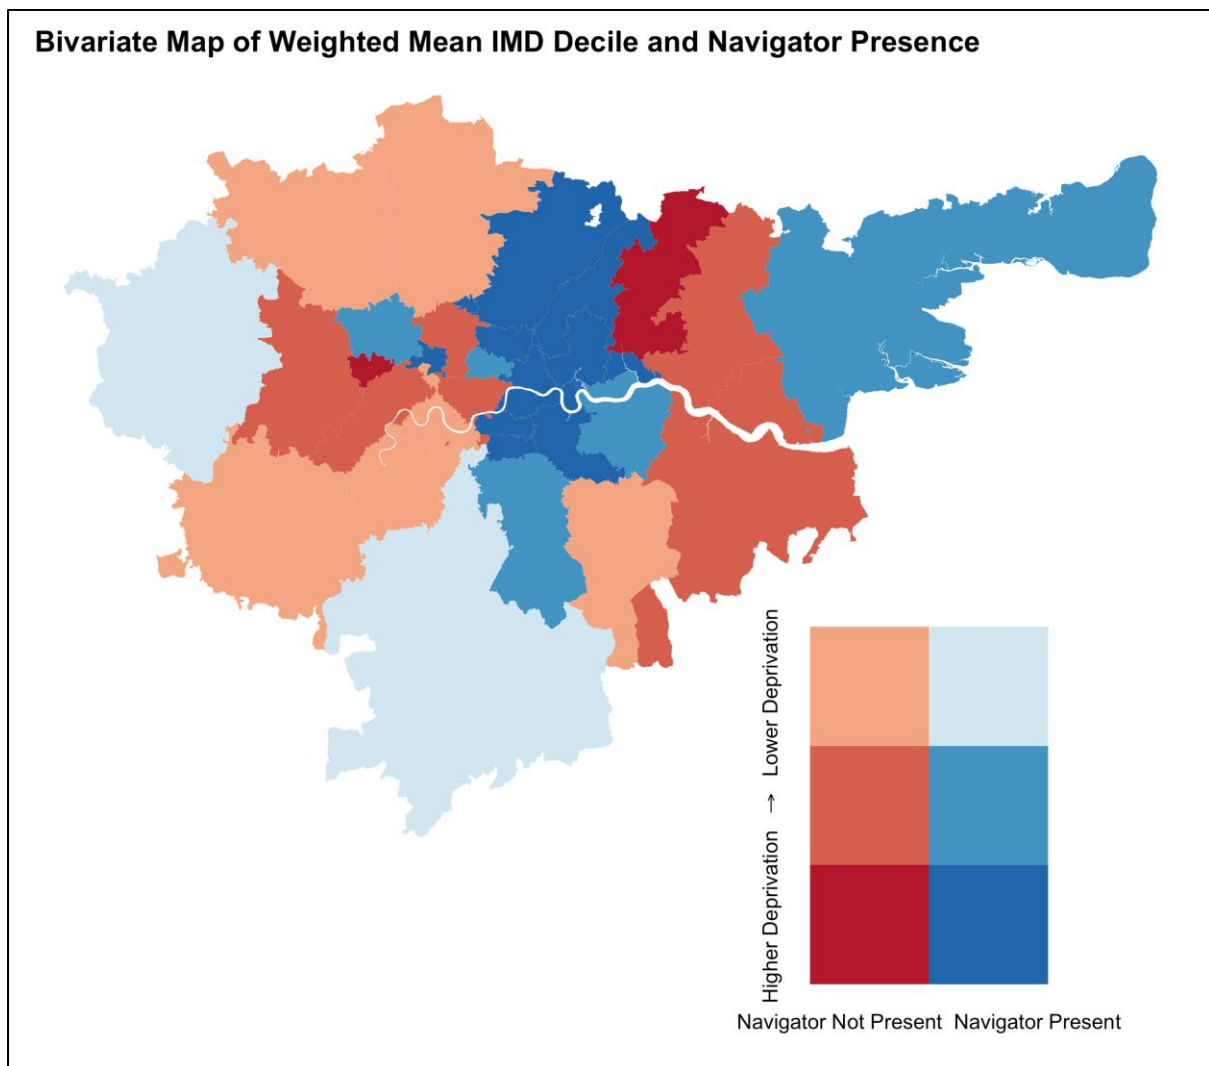 Bivariate Map of Weighted Mean IMD Decile and Navigator Presence
Higher Deprivation → Lower Deprivation
Navigator Not Present Navigator Present